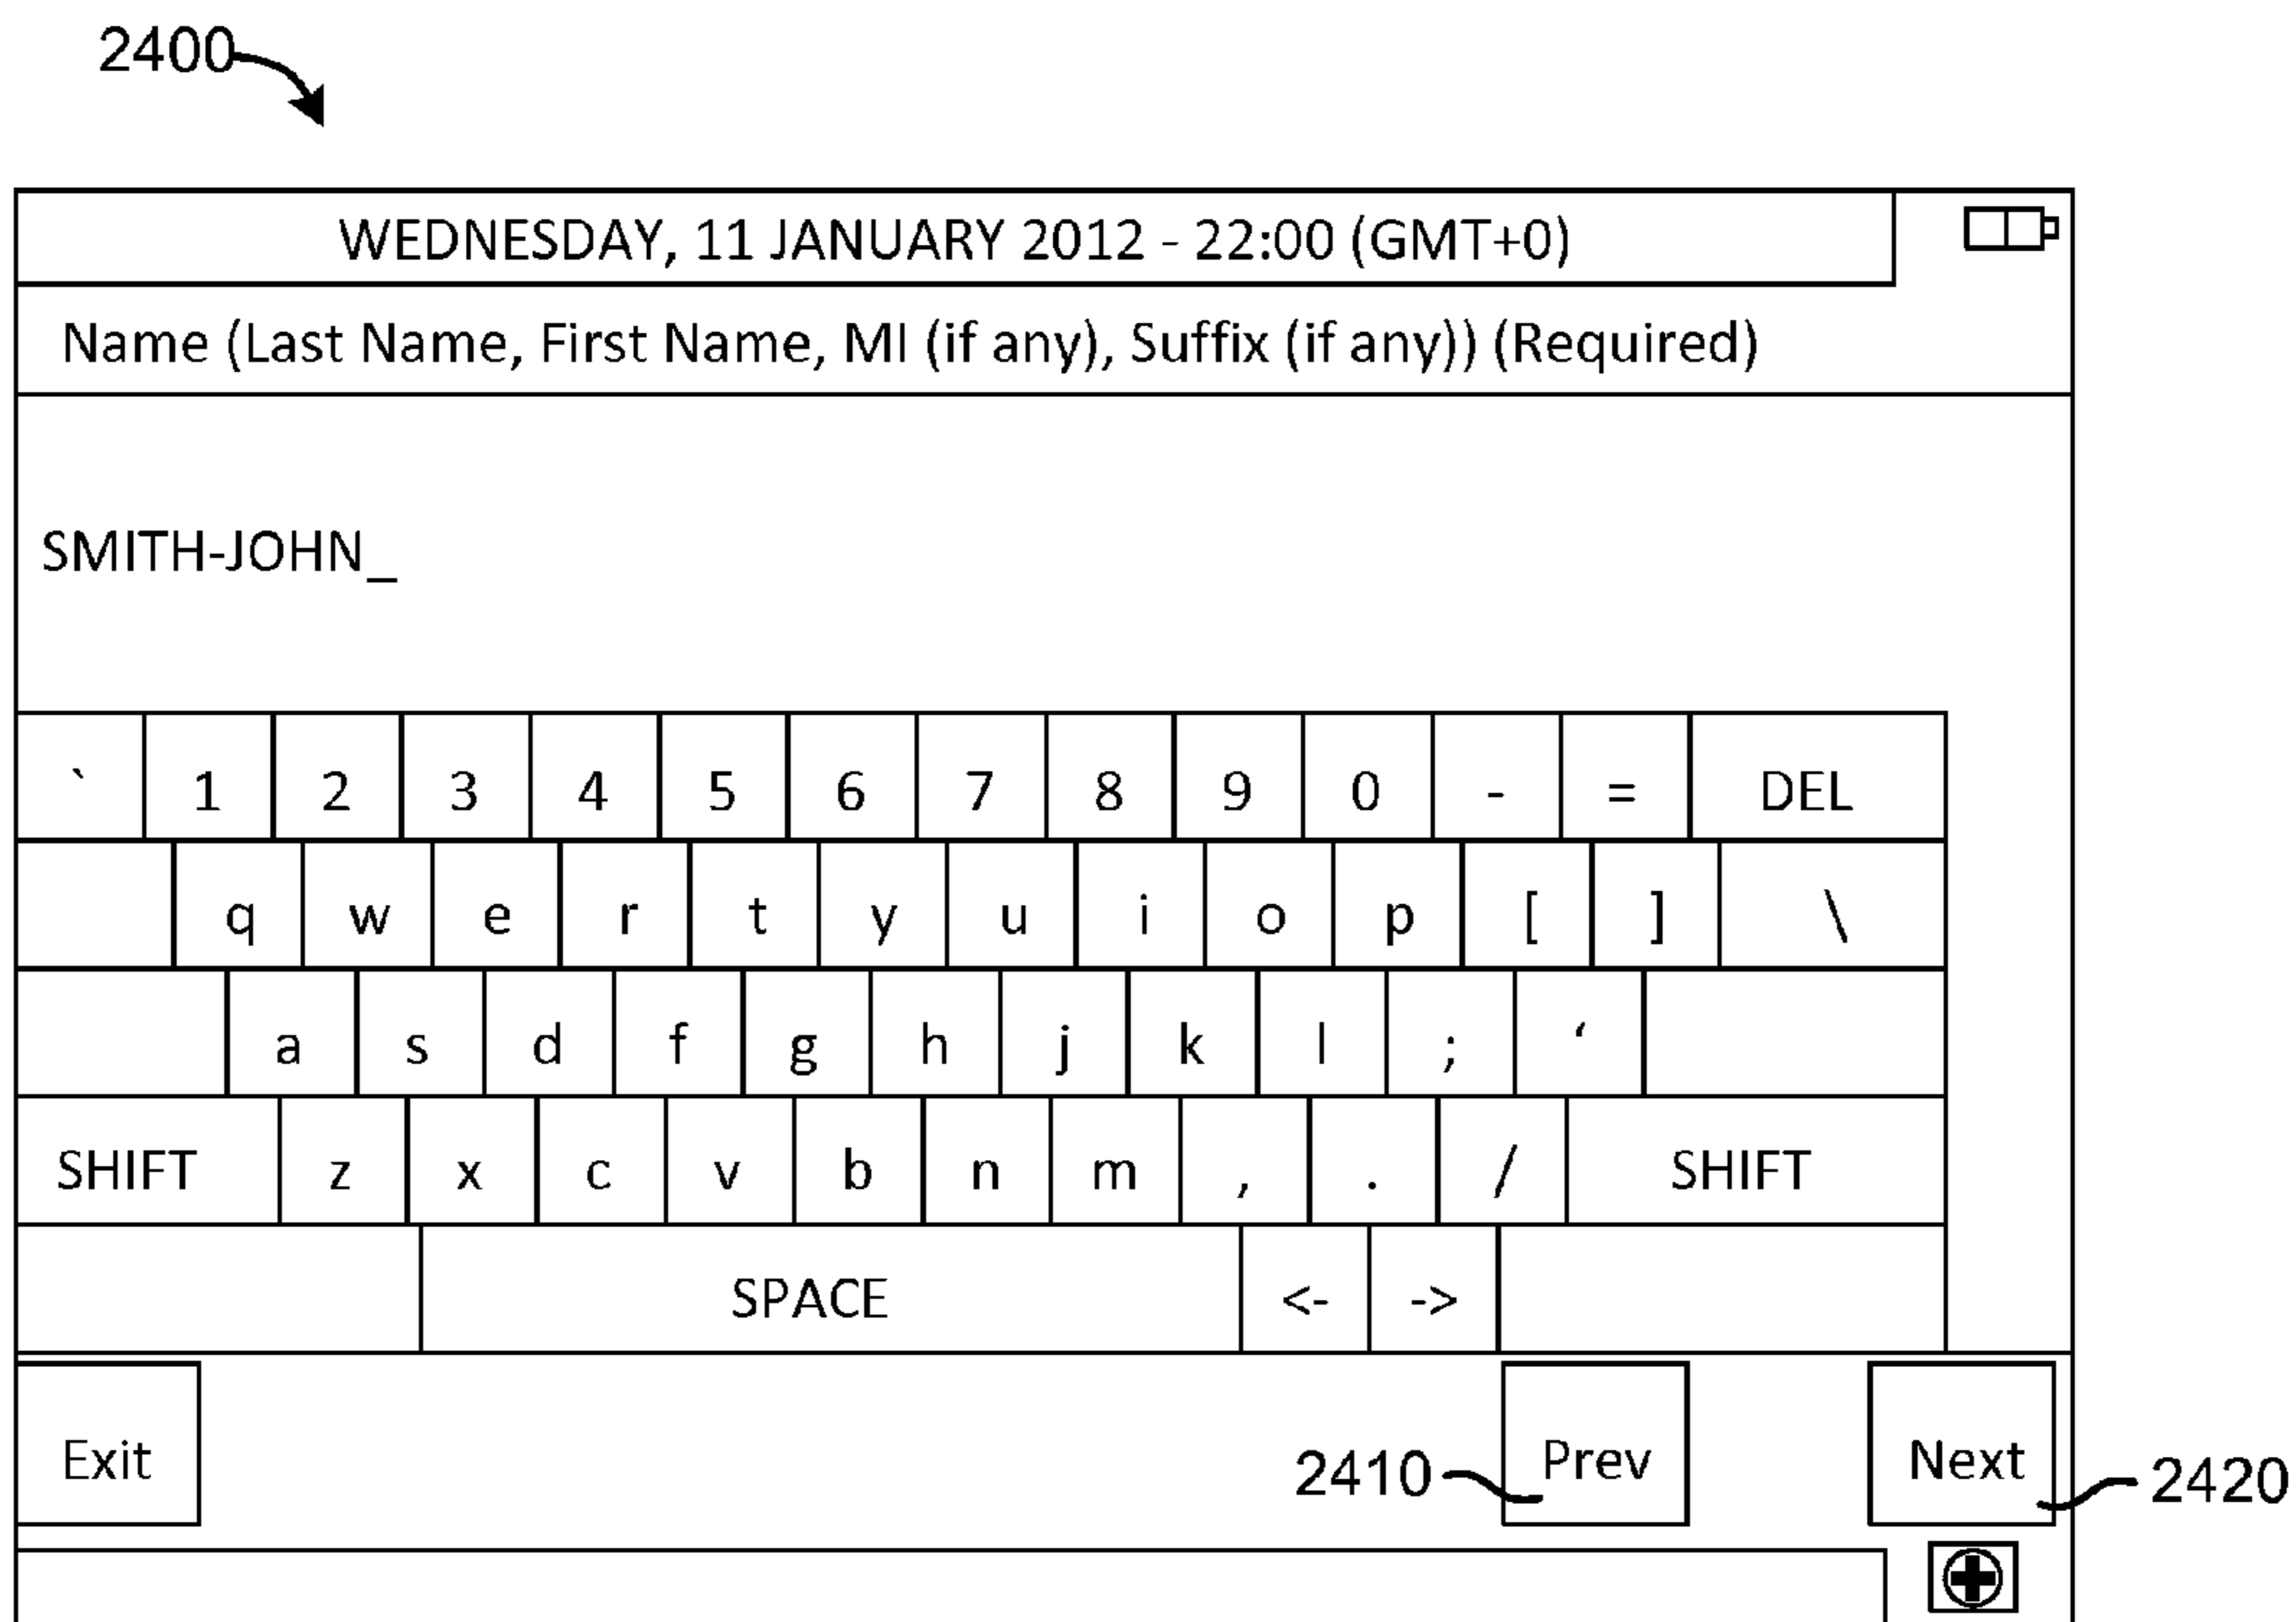 2400
WEDNESDAY, 11 JANUARY 2012 - 22:00 (GMT+0)
Name (Last Name, First Name, MI (if any), Suffix (if any)) (Required)
SMITH-JOHN_
` 1 2 3 4 5 6 7 8 9 0 - = DEL
q w e r t y u i o p [ ] \
a s d f g h j k l ; ‘
SHIFT z x c v b n m , . / SHIFT
SPACE <- ->
Exit 2410 Prev Next 2420